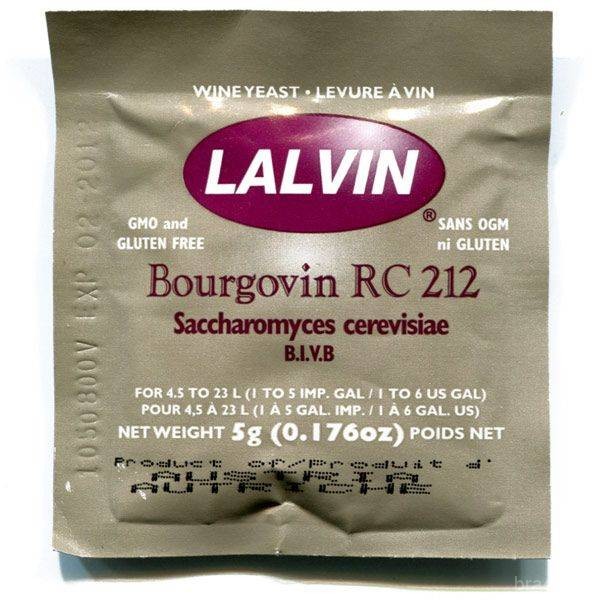 WINE YEAST • LEVURE À VIN
LALVIN
®
GMO and
GLUTEN FREE
SANS OGM
ni GLUTEN
Bourgovin RC 212
Saccharomyces cerevisiae
B.I.V.B
FOR 4.5 TO 23 L (1 TO 5 IMP. GAL / 1 TO 6 US GAL)
POUR 4,5 À 23 L (1 À 5 GAL. IMP. / 1 À 6 GAL. US)
NET WEIGHT 5g (0.176oz) POIDS NET
Product of/Produit d'
AUSTRIA
AUTRICHE
EXP 02